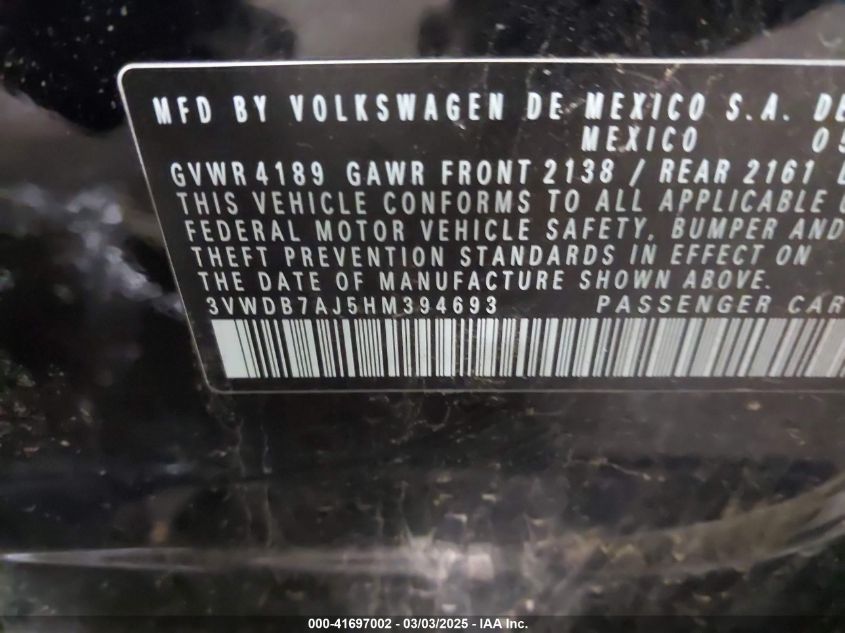 MFD BY VOLKSWAGEN DE MEXICO S.A. DE
MEXICO 05
GVWR 4189 GAWR FRONT 2138 / REAR 2161
THIS VEHICLE CONFORMS TO ALL APPLICABLE
FEDERAL MOTOR VEHICLE SAFETY, BUMPER AND
THEFT PREVENTION STANDARDS IN EFFECT ON
THE DATE OF MANUFACTURE SHOWN ABOVE.
3VWDB7AJ5HM394693 PASSENGER CAR
000-41697002 - 03/03/2025 - IAA Inc.